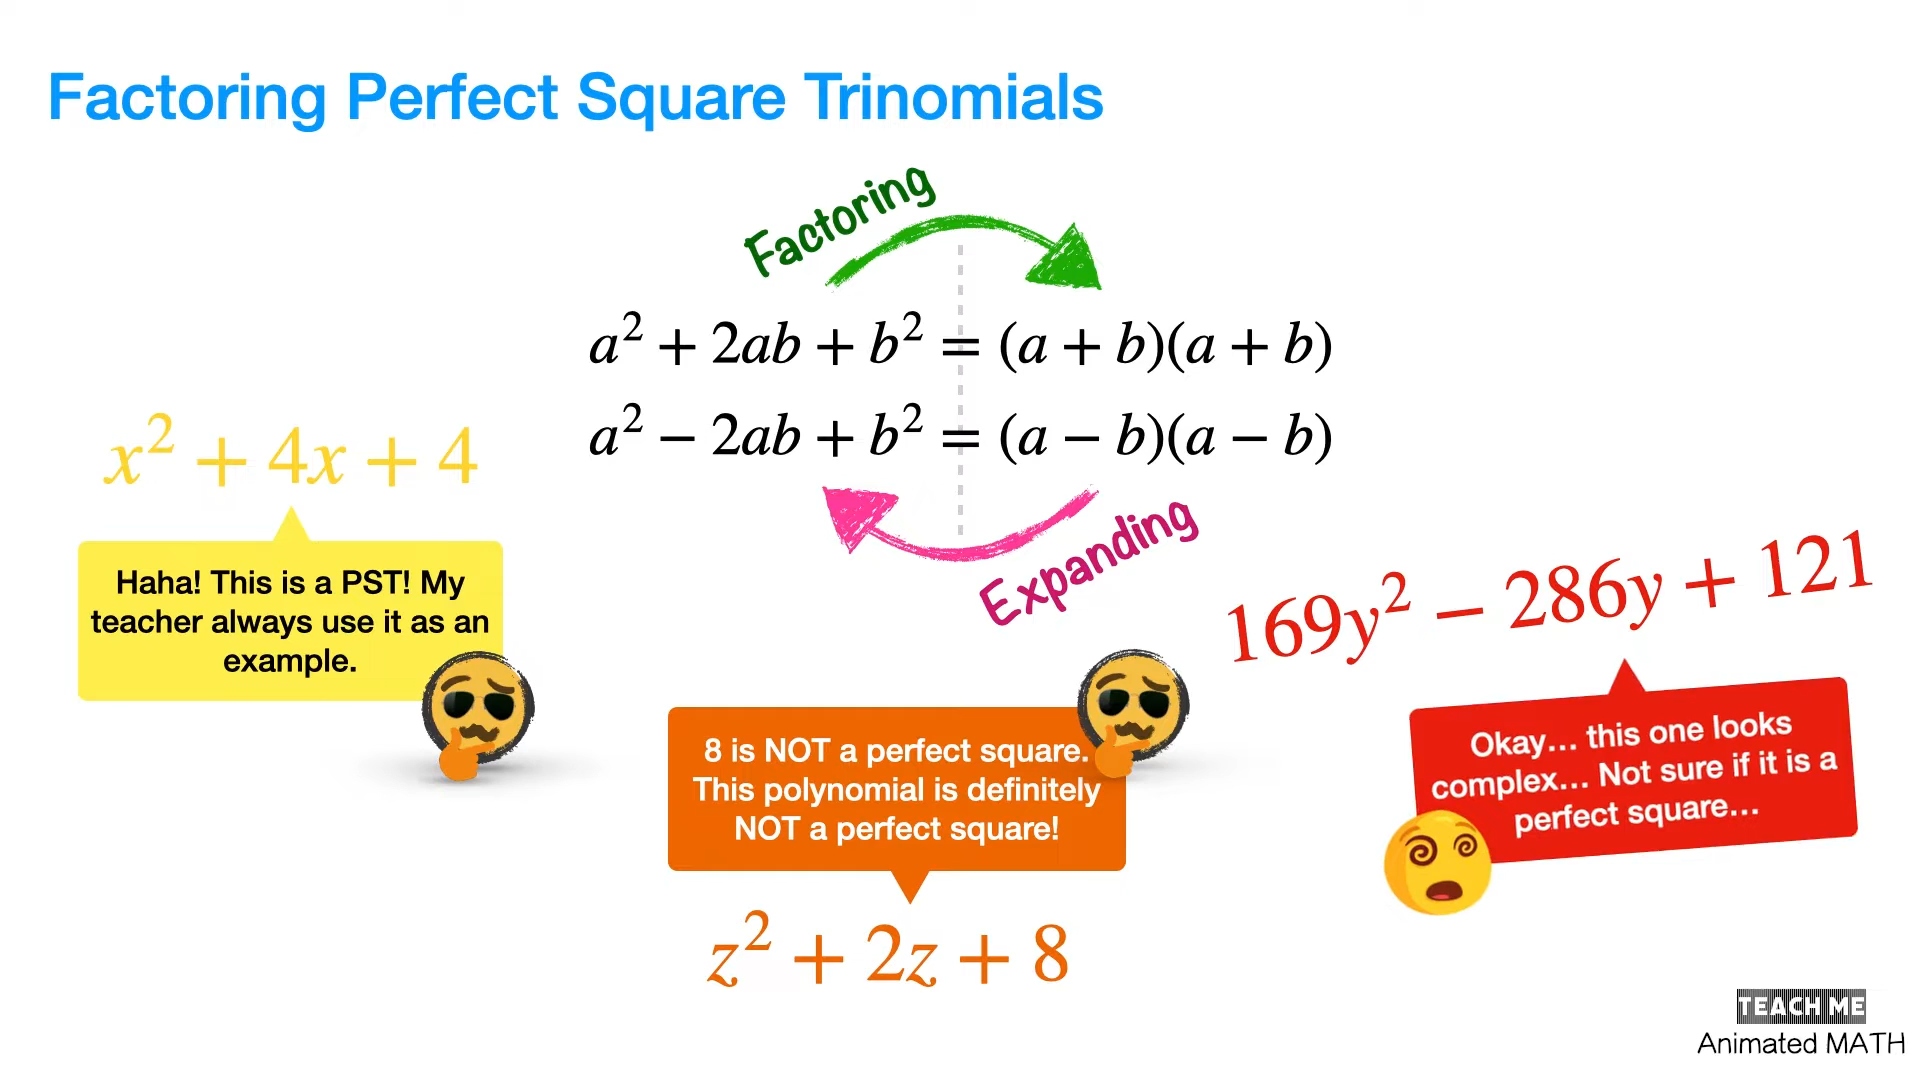 Factoring Perfect Square Trinomials
Factoring
a² + 2ab + b² = (a + b)(a + b)
a² − 2ab + b² = (a − b)(a − b)
Expanding
x² + 4x + 4
Haha! This is a PST! My
teacher always use it as an
example.
8 is NOT a perfect square.
This polynomial is definitely
NOT a perfect square!
z² + 2z + 8
169y² − 286y + 121
Okay... this one looks
complex... Not sure if it is a
perfect square...
TEACH ME
Animated MATH